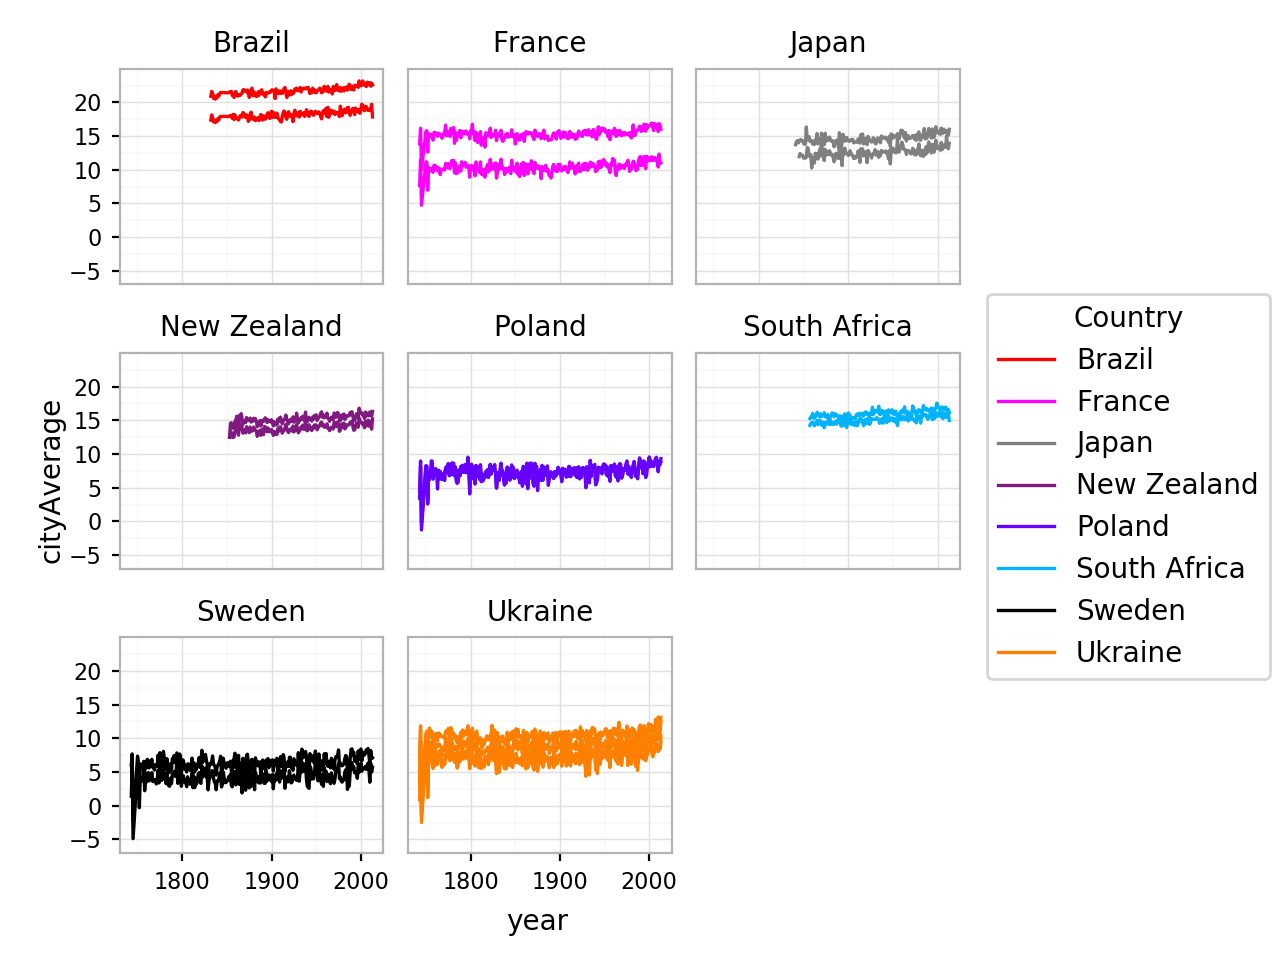 Brazil
France
Japan
20
15
10
5
0
−5
New Zealand
Poland
South Africa
20
15
10
5
0
−5
Sweden
Ukraine
20
15
10
5
0
−5
1800
1900
2000
1800
1900
2000
year
cityAverage
Country
Brazil
France
Japan
New Zealand
Poland
South Africa
Sweden
Ukraine